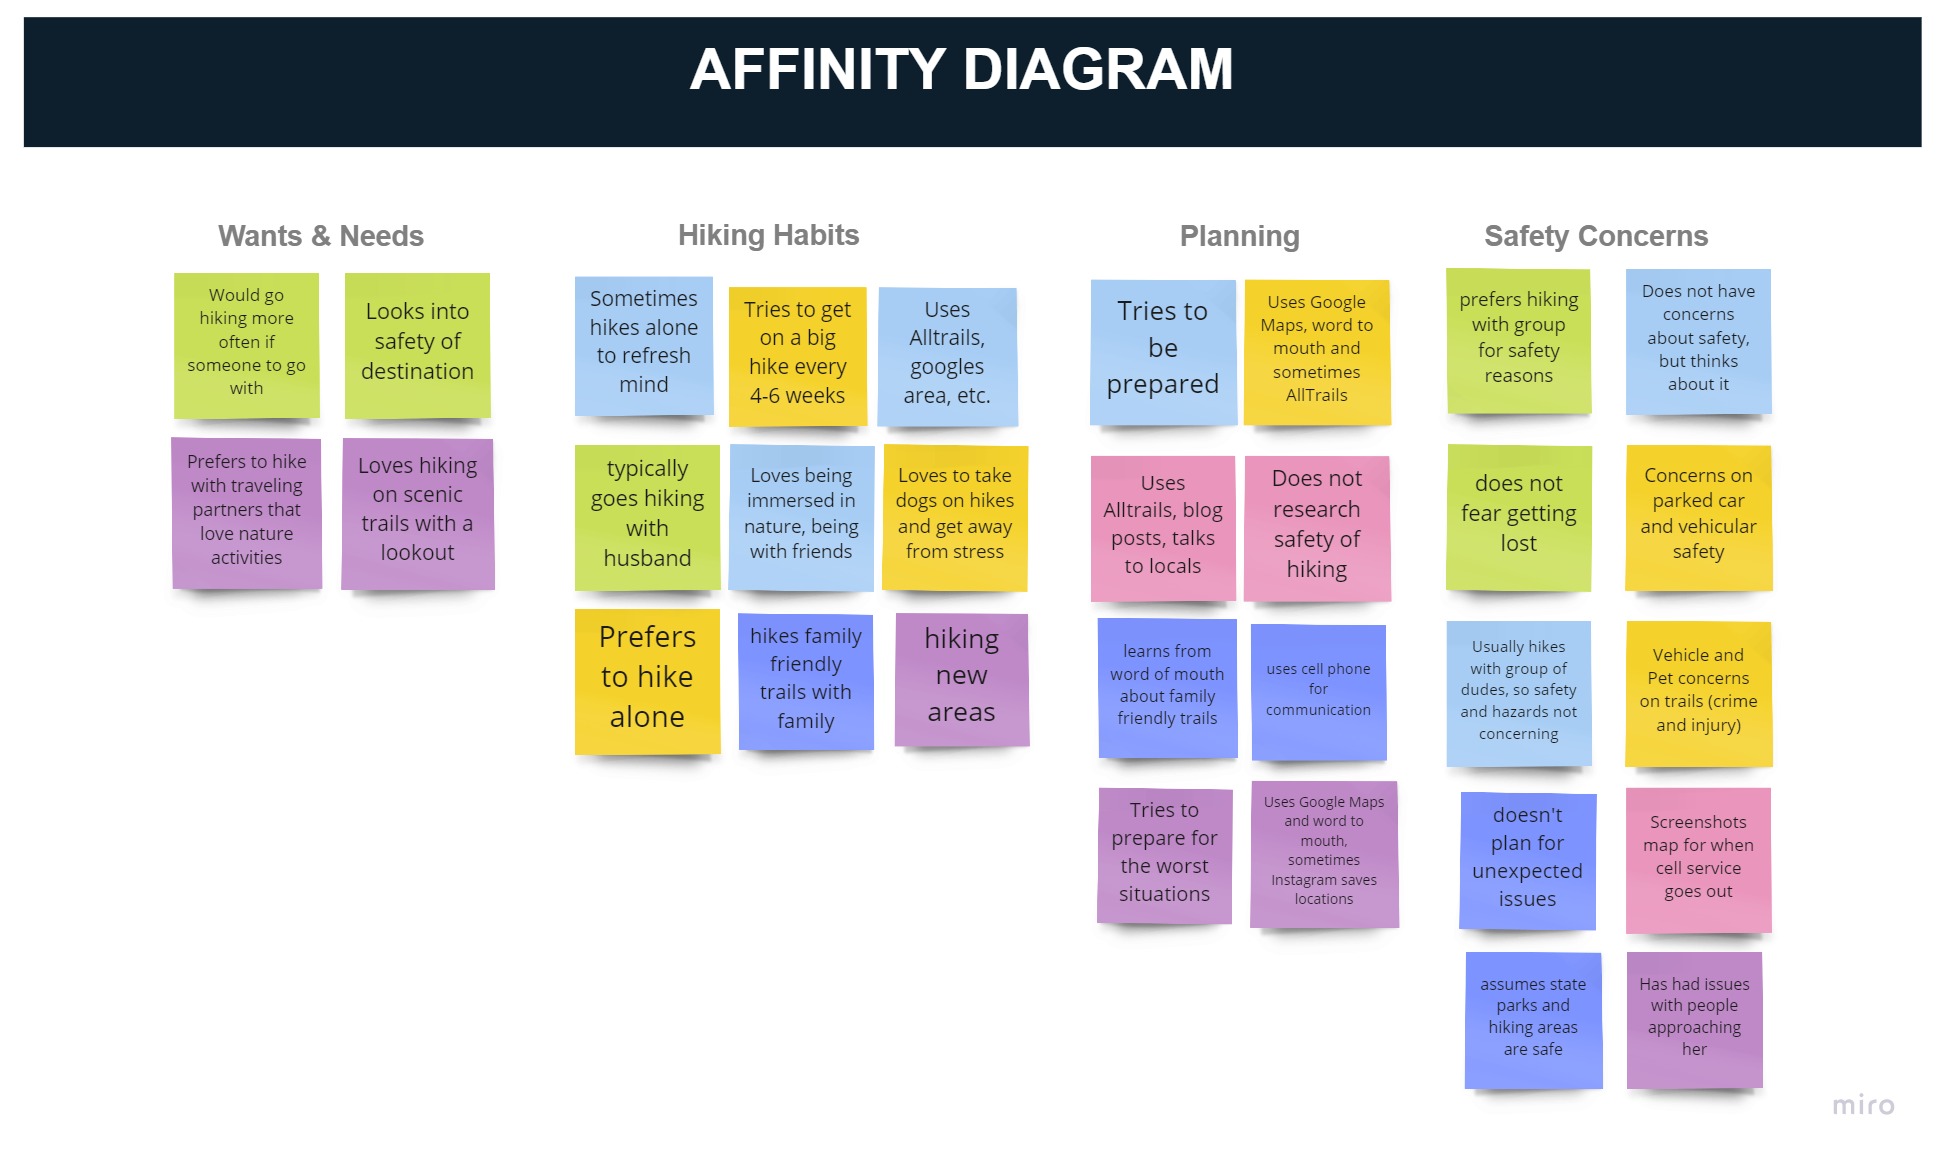 AFFINITY DIAGRAM
Wants & Needs
Would go
hiking more
often if
someone to go
with
Looks into
safety of
destination
Prefers to hike
with traveling
partners that
love nature
activities
Loves hiking
on scenic
trails with a
lookout
Hiking Habits
Sometimes
hikes alone
to refresh
mind
Tries to get
on a big
hike every
4-6 weeks
Uses
Alltrails,
googles
area, etc.
typically
goes hiking
with
husband
Loves being
immersed in
nature, being
with friends
Loves to take
dogs on hikes
and get away
from stress
Prefers
to hike
alone
hikes family
friendly
trails with
family
hiking
new
areas
Planning
Tries to
be
prepared
Uses Google
Maps, word to
mouth and
sometimes
AllTrails
Uses
Alltrails, blog
posts, talks
to locals
Does not
research
safety of
hiking
learns from
word of mouth
about family
friendly trails
uses cell phone
for
communication
Tries to
prepare for
the worst
situations
Uses Google Maps
and word to
mouth,
sometimes
Instagram saves
locations
Safety Concerns
prefers hiking
with group
for safety
reasons
Does not have
concerns
about safety,
but thinks
about it
does not
fear getting
lost
Concerns on
parked car
and vehicular
safety
Usually hikes
with group of
dudes, so safety
and hazards not
concerning
Vehicle and
Pet concerns
on trails (crime
and injury)
doesn't
plan for
unexpected
issues
Screenshots
map for when
cell service
goes out
assumes state
parks and
hiking areas
are safe
Has had issues
with people
approaching
her
miro